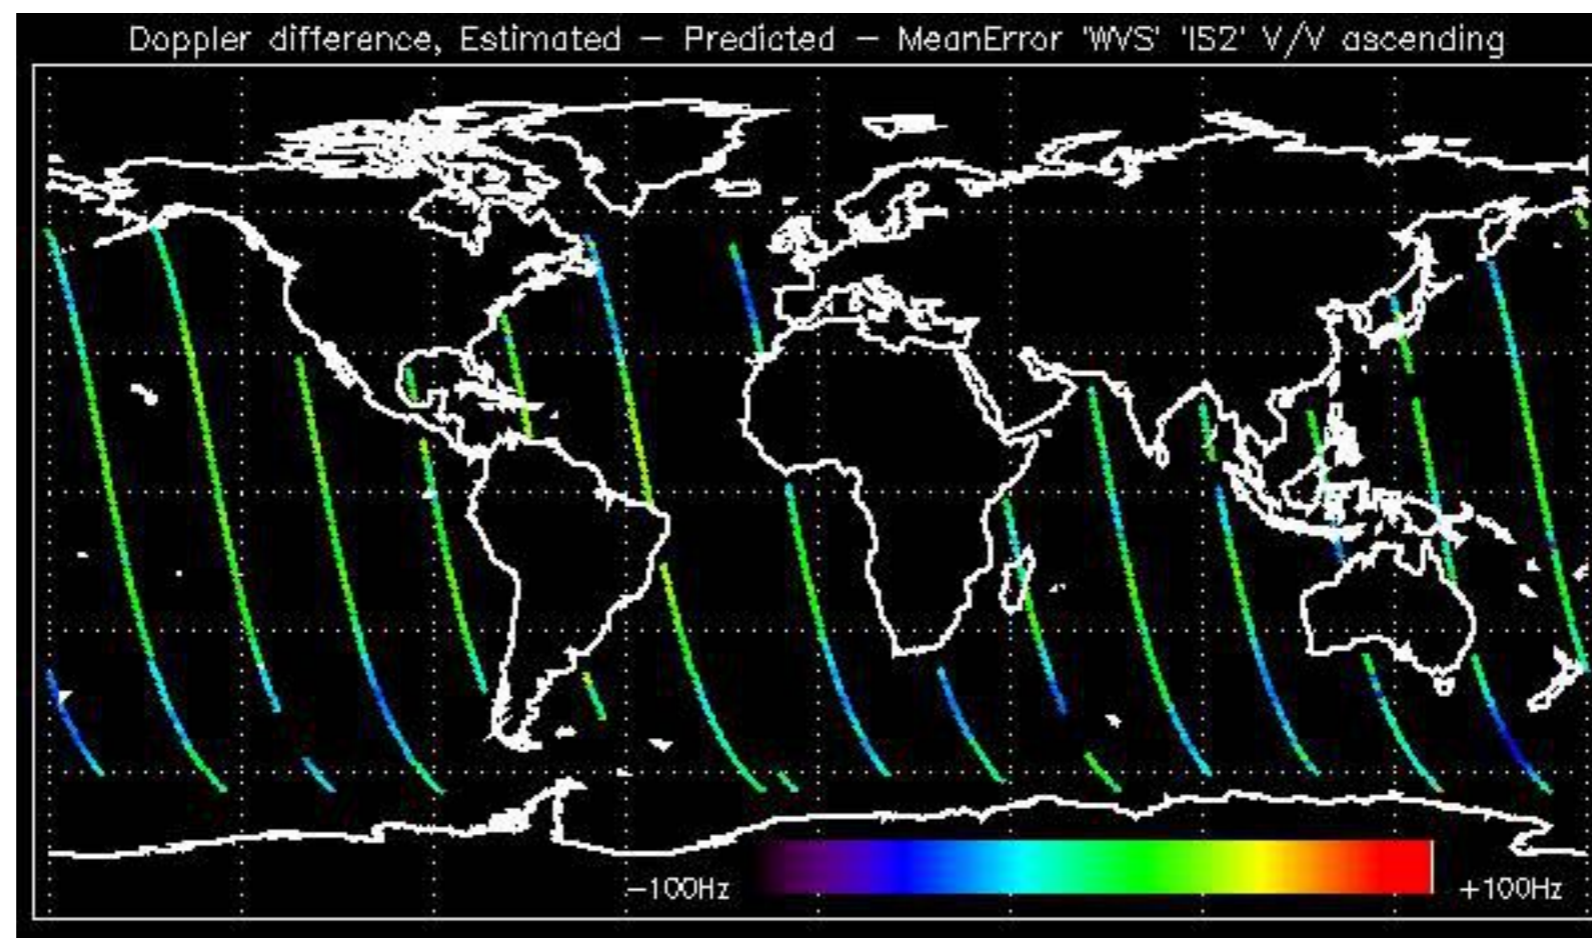 Doppler difference, Estimated – Predicted – MeanError 'WVS' 'IS2' V/V ascending
–100Hz
+100Hz